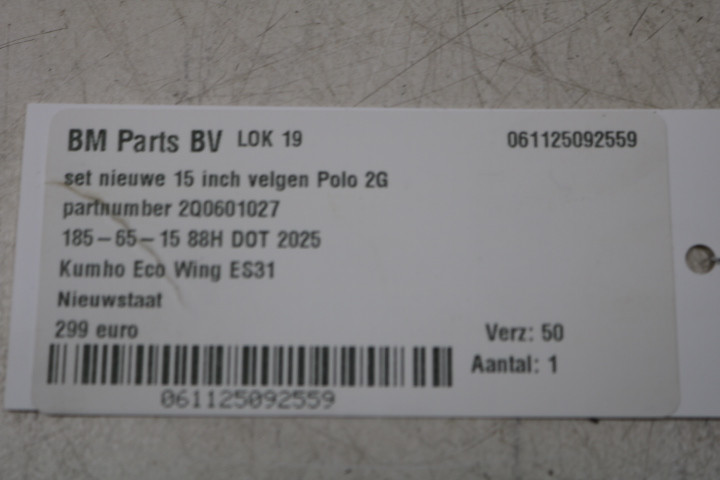 BM Parts BV LOK 19 061125092559
set nieuwe 15 inch velgen Polo 2G
partnumber 2Q0601027
185-65-15 88H DOT 2025
Kumho Eco Wing ES31
Nieuwstaat
299 euro Verz: 50
Aantal: 1
061125092559